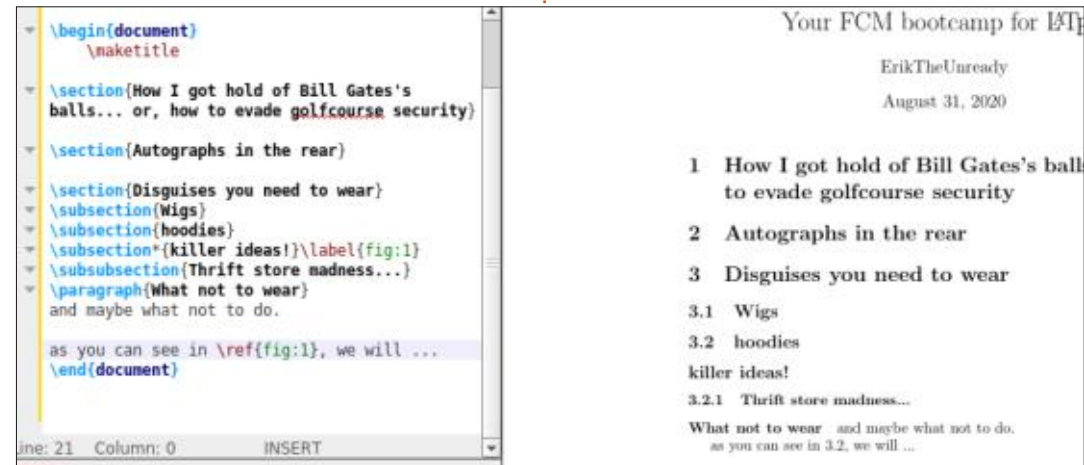 \begin{document}
\maketitle
\section{How I got hold of Bill Gates's
balls... or, how to evade golfcourse security}
\section{Autographs in the rear}
\section{Disguises you need to wear}
\subsection{Wigs}
\subsection{hoodies}
\subsection*{killer ideas!}\label{fig:1}
\subsubsection{Thrift store madness...}
\paragraph{What not to wear}
and maybe what not to do.
as you can see in \ref{fig:1}, we will ...
\end{document}
ine: 21 Column: 0 INSERT
Your FCM bootcamp for LAT
ErikTheUnready
August 31, 2020
1 How I got hold of Bill Gates's ball
to evade golfcourse security
2 Autographs in the rear
3 Disguises you need to wear
3.1 Wigs
3.2 hoodies
killer ideas!
3.2.1 Thrift store madness...
What not to wear and maybe what not to do.
as you can see in 3.2, we will ...